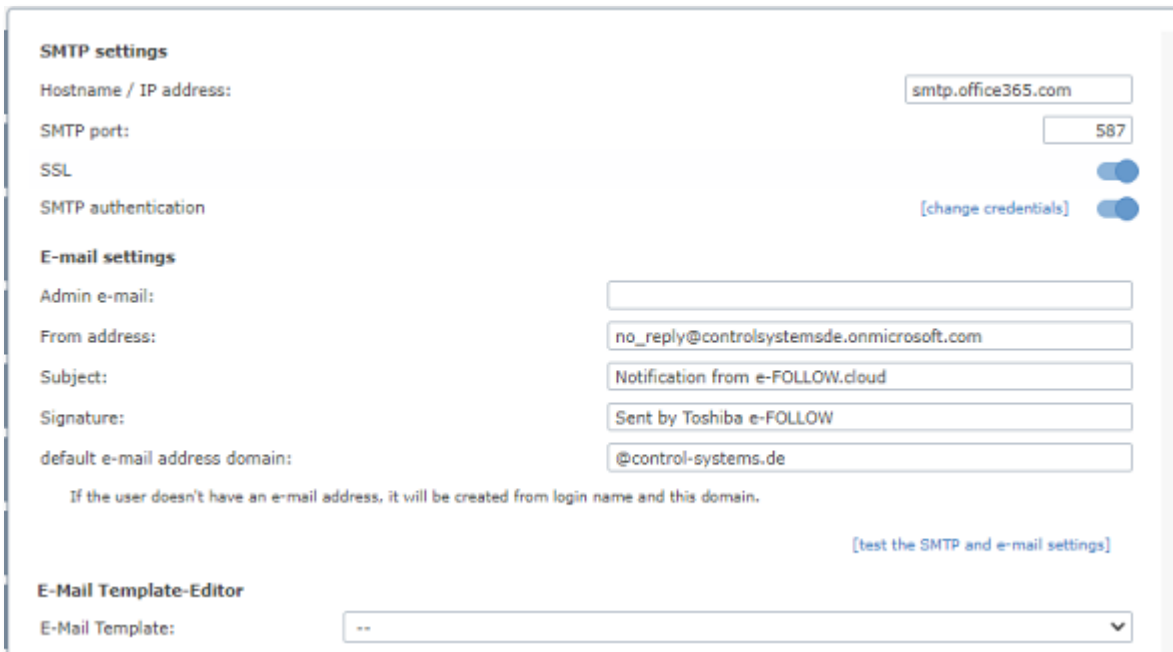 SMTP settings
Hostname / IP address: smtp.office365.com
SMTP port: 587
SSL
SMTP authentication [change credentials]
E-mail settings
Admin e-mail:
From address: no_reply@controlsystemsde.onmicrosoft.com
Subject: Notification from e-FOLLOW.cloud
Signature: Sent by Toshiba e-FOLLOW
default e-mail address domain: @control-systems.de
If the user doesn't have an e-mail address, it will be created from login name and this domain.
[test the SMTP and e-mail settings]
E-Mail Template-Editor
E-Mail Template: --